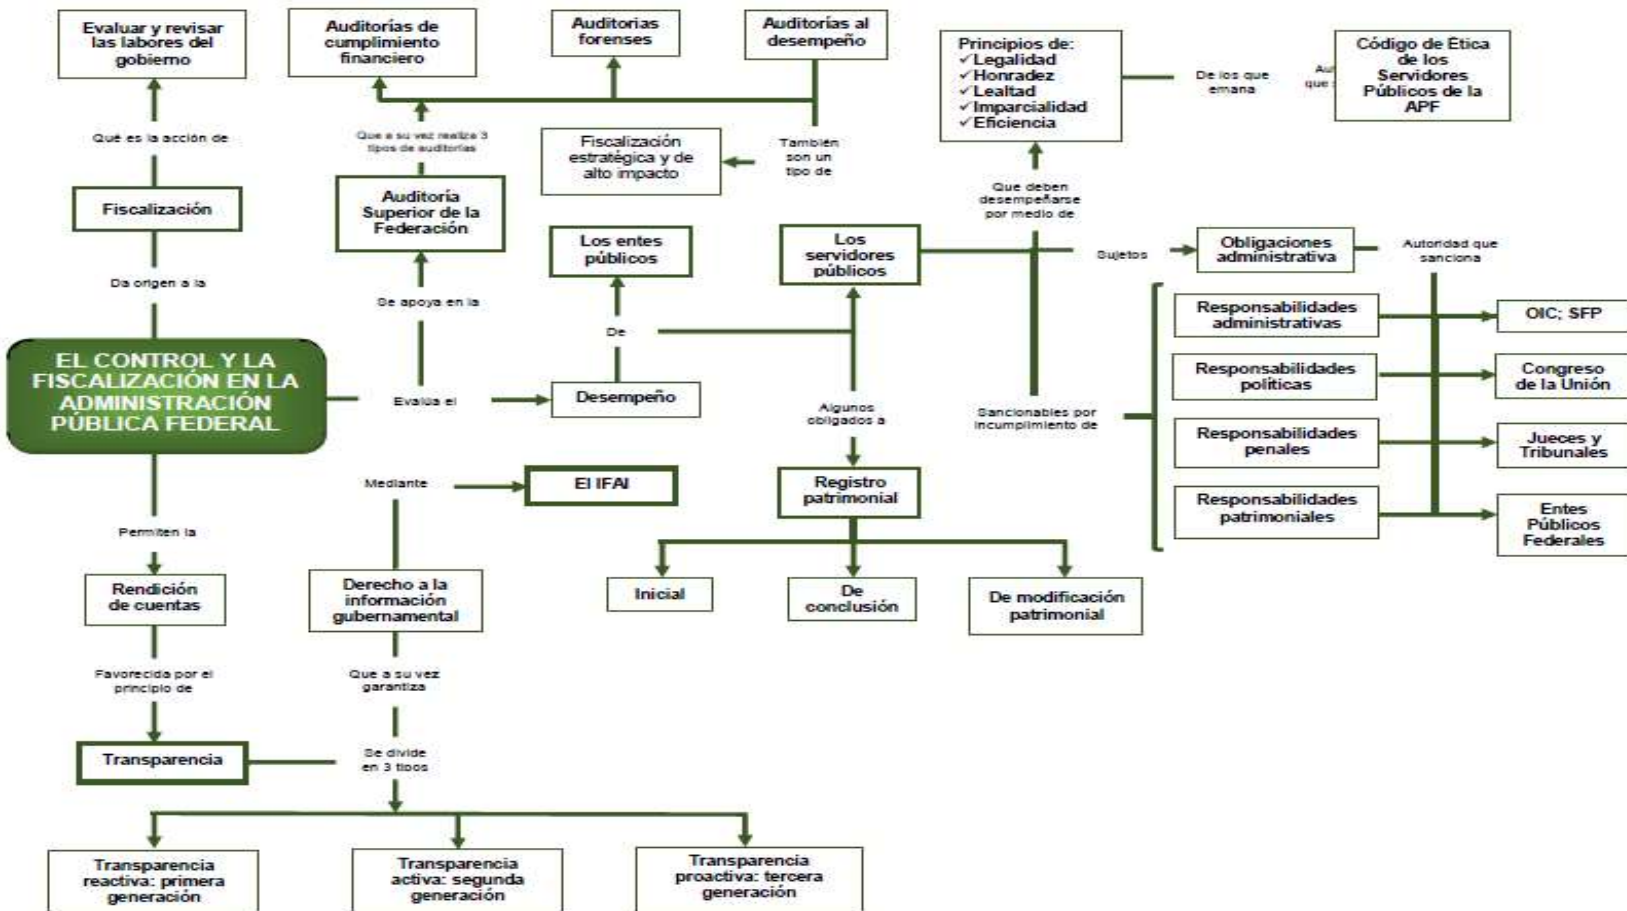 Evaluar y revisar
las labores del
gobierno
Auditorías de
cumplimiento
financiero
Auditorias
forenses
Auditorías al
desempeño
Principios de:
✓Legalidad
✓Honradez
✓Lealtad
✓Imparcialidad
✓Eficiencia
De los que
emana
que
Código de Ética
de los
Servidores
Públicos de la
APF
Qué es la acción de
Que a su vez realiza 3
tipos de auditorías
Fiscalización
estratégica y de
alto impacto
También
son un
tipo de
Fiscalización
Auditoría
Superior de la
Federación
Que deben
desempeñarse
por medio de
Los entes
públicos
Los
servidores
públicos
Sujetos
Obligaciones
administrativa
Autoridad que
sanciona
Da origen a la
Se apoya en la
De
Responsabilidades
administrativas
OIC; SFP
EL CONTROL Y LA
FISCALIZACIÓN EN LA
ADMINISTRACIÓN
PÚBLICA FEDERAL
Evalúa el
Desempeño
Algunos
obligados a
Sancionables por
incumplimiento de
Responsabilidades
políticas
Congreso
de la Unión
Responsabilidades
penales
Jueces y
Tribunales
Mediante
El IFAI
Registro
patrimonial
Responsabilidades
patrimoniales
Entes
Públicos
Federales
Permiten la
Rendición
de cuentas
Derecho a la
información
gubernamental
Inicial
De
conclusión
De modificación
patrimonial
Favorecida por el
principio de
Que a su vez
garantiza
Transparencia
Se divide
en 3 tipos
Transparencia
reactiva: primera
generación
Transparencia
activa: segunda
generación
Transparencia
proactiva: tercera
generación